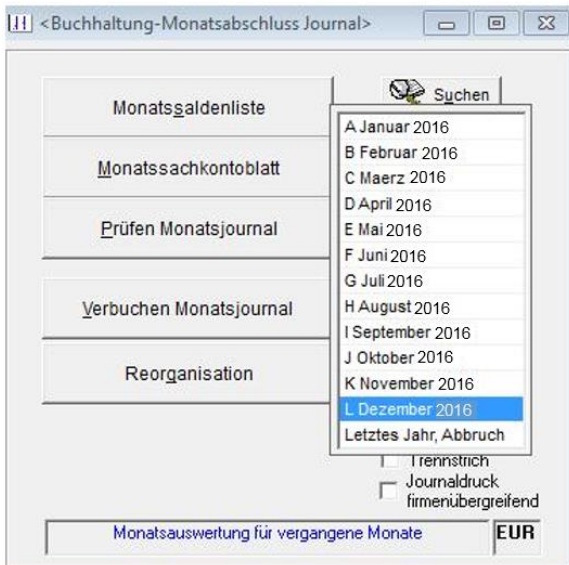 <Buchhaltung-Monatsabschluss Journal>
Monatssaldenliste
Monatssachkontoblatt
Prüfen Monatsjournal
Verbuchen Monatsjournal
Reorganisation
Suchen
A Januar 2016
B Februar 2016
C Maerz 2016
D April 2016
E Mai 2016
F Juni 2016
G Juli 2016
H August 2016
I September 2016
J Oktober 2016
K November 2016
L Dezember 2016
Letztes Jahr, Abbruch
Trennstrich
Journaldruck
firmenübergreifend
Monatsauswertung für vergangene Monate
EUR